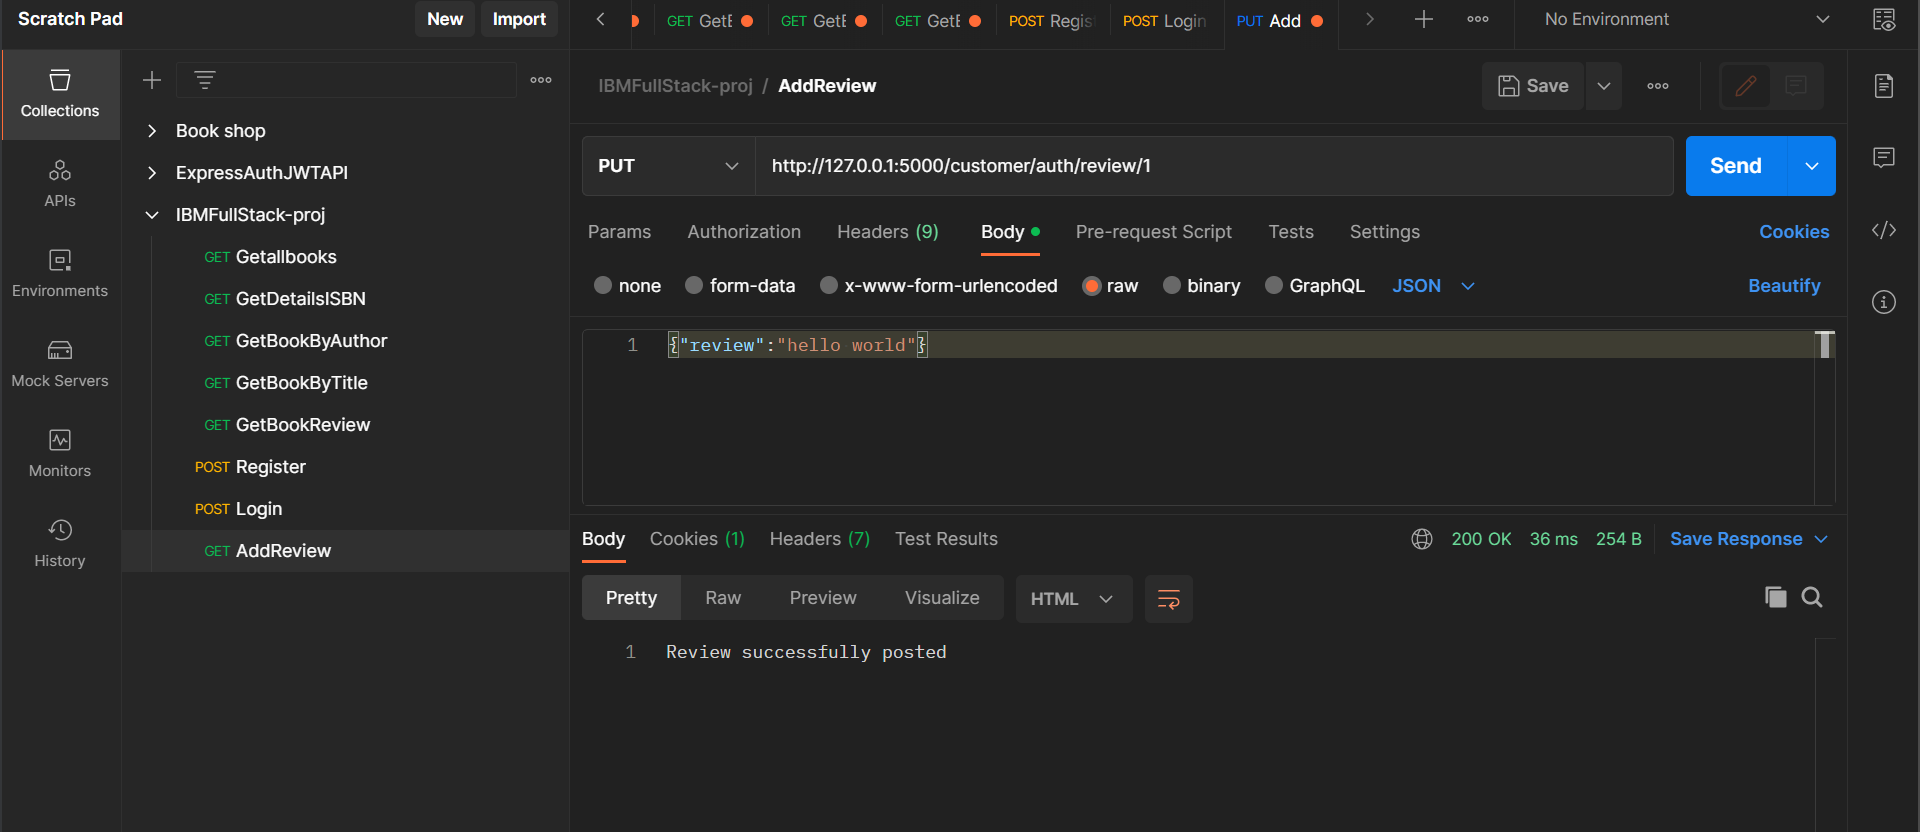 Scratch Pad
New
Import
GET GetE
GET GetE
GET GetE
POST Regis
POST Login
PUT Add
No Environment
Collections
APIs
Environments
Mock Servers
Monitors
History
Book shop
ExpressAuthJWTAPI
IBMFullStack-proj
GET Getallbooks
GET GetDetailsISBN
GET GetBookByAuthor
GET GetBookByTitle
GET GetBookReview
POST Register
POST Login
GET AddReview
IBMFullStack-proj / AddReview
Save
PUT
http://127.0.0.1:5000/customer/auth/review/1
Send
Params Authorization Headers (9) Body Pre-request Script Tests Settings
Cookies
none form-data x-www-form-urlencoded raw binary GraphQL JSON
Beautify
1 {"review":"hello world"}
Body Cookies (1) Headers (7) Test Results
200 OK 36 ms 254 B Save Response
Pretty Raw Preview Visualize HTML
1 Review successfully posted